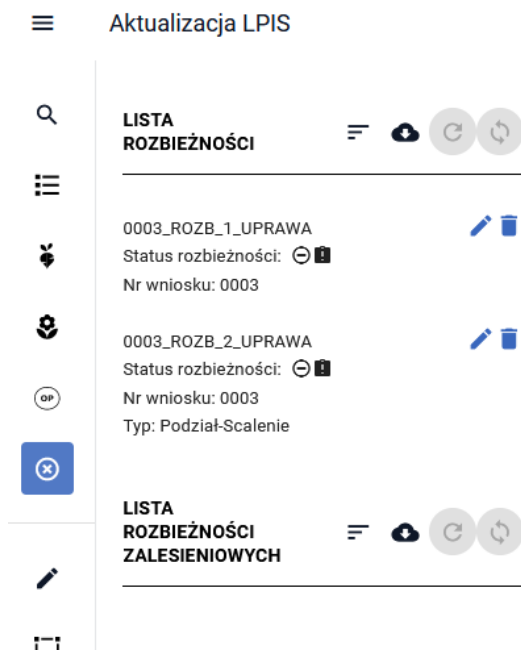 Aktualizacja LPIS
LISTA
ROZBIEŻNOŚCI
0003_ROZB_1_UPRAWA
Status rozbieżności:
Nr wniosku: 0003
0003_ROZB_2_UPRAWA
Status rozbieżności:
Nr wniosku: 0003
Typ: Podział-Scalenie
OP
LISTA
ROZBIEŻNOŚCI
ZALESIENIOWYCH